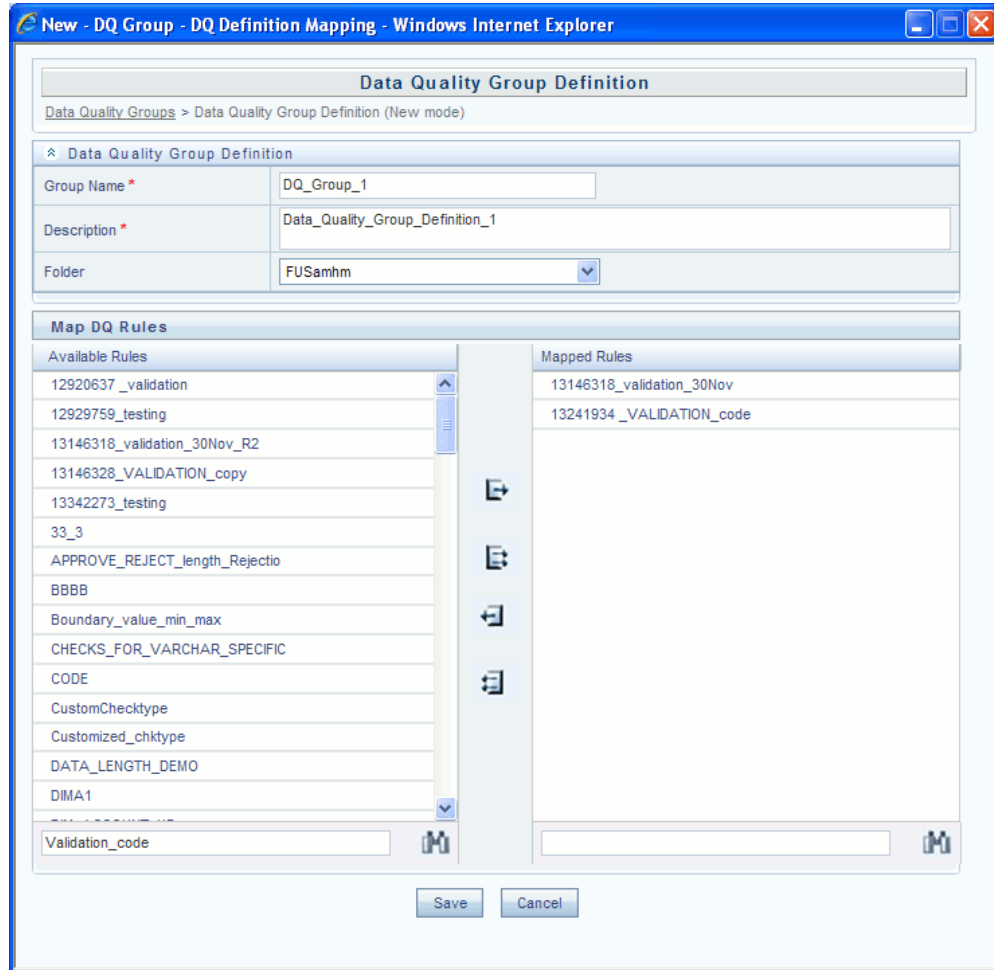 New - DQ Group - DQ Definition Mapping - Windows Internet Explorer
Data Quality Group Definition
Data Quality Groups > Data Quality Group Definition (New mode)
Data Quality Group Definition
Group Name * DQ_Group_1
Description * Data_Quality_Group_Definition_1
Folder FUSamhm
Map DQ Rules
Available Rules
12920637 _validation
12929759_testing
13146318_validation_30Nov_R2
13146328_VALIDATION_copy
13342273_testing
33_3
APPROVE_REJECT_length_Rejectio
BBBB
Boundary_value_min_max
CHECKS_FOR_VARCHAR_SPECIFIC
CODE
CustomChecktype
Customized_chktype
DATA_LENGTH_DEMO
DIMA1
Validation_code
Mapped Rules
13146318_validation_30Nov
13241934 _VALIDATION_code
Save Cancel